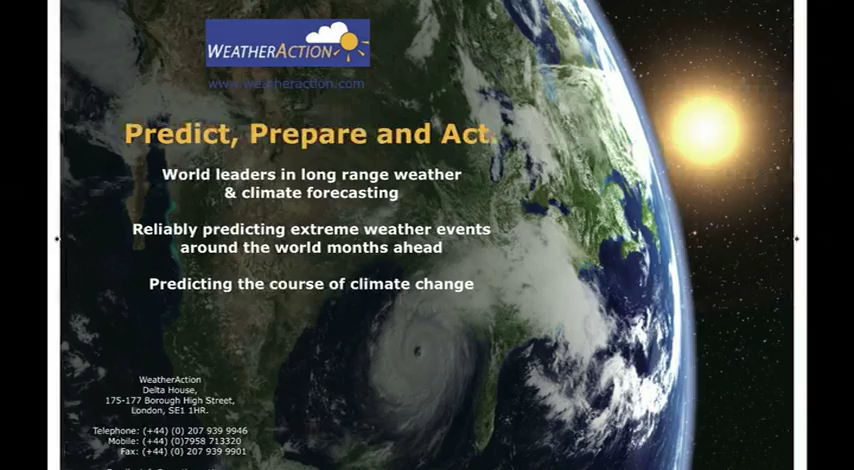 WEATHERACTION
www.weatheraction.com
Predict, Prepare and Act.
World leaders in long range weather
& climate forecasting
Reliably predicting extreme weather events
around the world months ahead
Predicting the course of climate change
WeatherAction
Delta House,
175-177 Borough High Street,
London, SE1 1HR.
Telephone: (+44) (0) 207 939 9946
Mobile: (+44) (0)7958 713320
Fax: (+44) (0) 207 939 9901